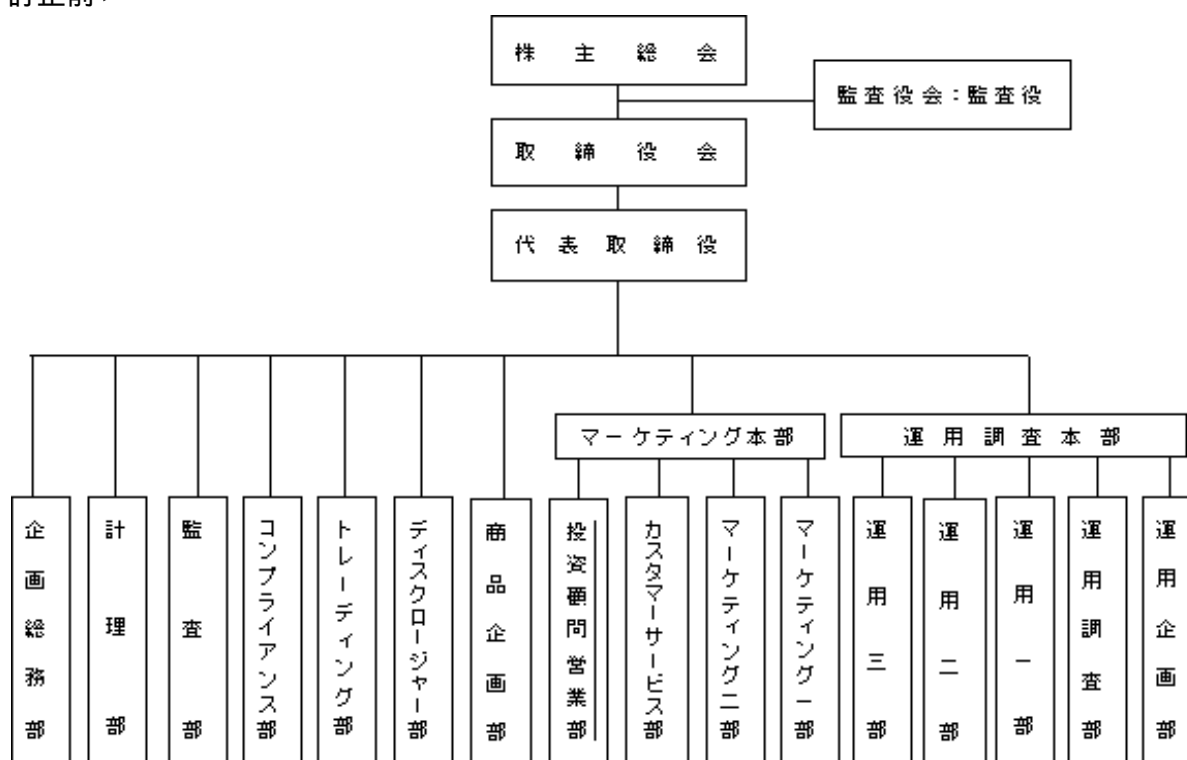 株主総会
監査役会：監査役
取締役会
代表取締役
マーケティング本部
運用調査本部
企画総務部
計理部
監査部
コンプライアンス部
トレーディング部
ディスクロージャー部
商品企画部
投資顧問営業部
カスタマーサービス部
マーケティング二部
マーケティング一部
運用三部
運用二部
運用一部
運用調査部
運用企画部